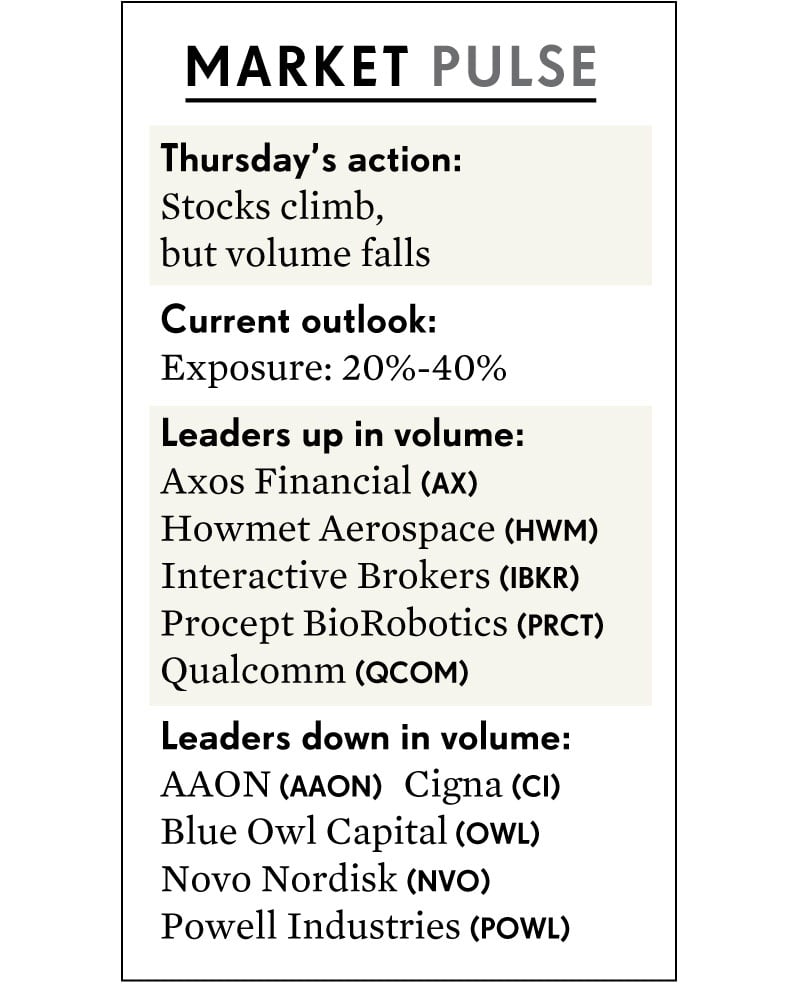 MARKET PULSE
Thursday's action:
Stocks climb,
but volume falls
Current outlook:
Exposure: 20%-40%
Leaders up in volume:
Axos Financial (AX)
Howmet Aerospace (HWM)
Interactive Brokers (IBKR)
Procept BioRobotics (PRCT)
Qualcomm (QCOM)
Leaders down in volume:
AAON (AAON) Cigna (CI)
Blue Owl Capital (OWL)
Novo Nordisk (NVO)
Powell Industries (POWL)